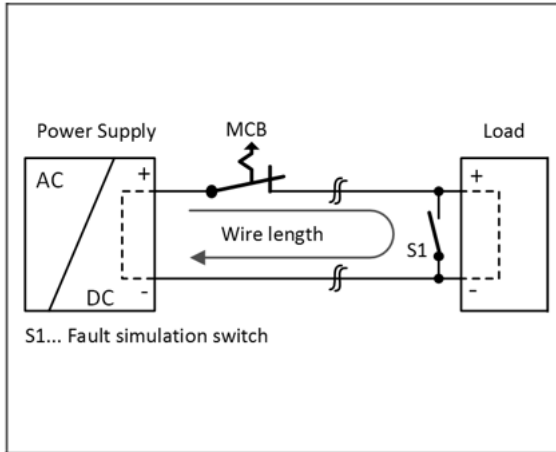 Power Supply
MCB
Load
AC
+
+
Wire length
S1
DC
-
-
S1... Fault simulation switch